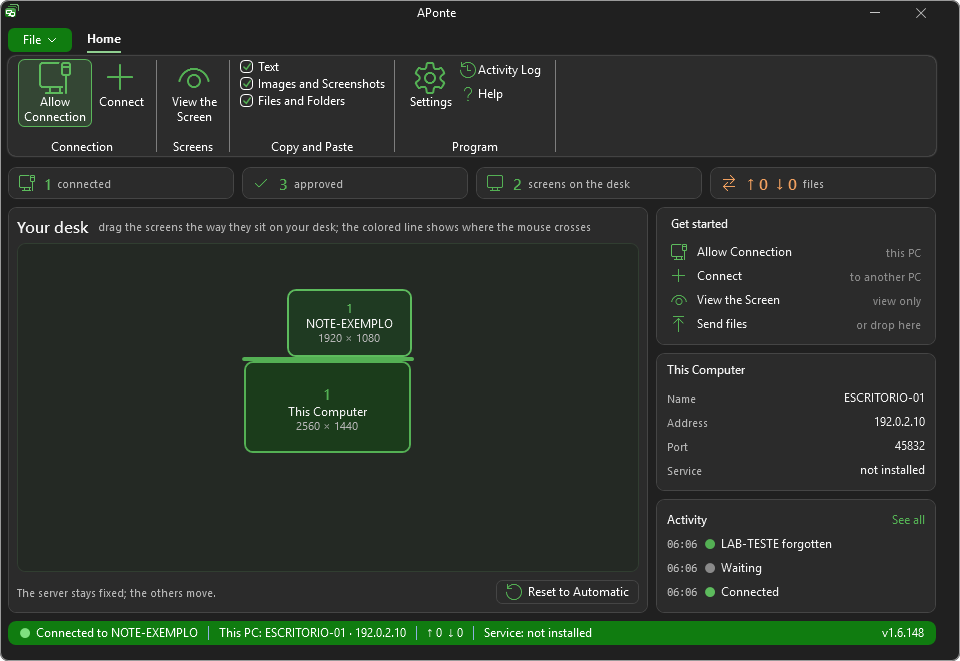 APonte
File
Home
Allow
Connection
Connect
Connection
View the
Screen
Screens
Text
Images and Screenshots
Files and Folders
Copy and Paste
Settings
Activity Log
? Help
Program
1 connected
3 approved
2 screens on the desk
↑ 0 ↓ 0 files
Your desk drag the screens the way they sit on your desk; the colored line shows where the mouse crosses
1
NOTE-EXEMPLO
1920 × 1080
1
This Computer
2560 × 1440
The server stays fixed; the others move.
Reset to Automatic
Get started
Allow Connection this PC
Connect to another PC
View the Screen view only
Send files or drop here
This Computer
Name ESCRITORIO-01
Address 192.0.2.10
Port 45832
Service not installed
Activity See all
06:06 LAB-TESTE forgotten
06:06 Waiting
06:06 Connected
Connected to NOTE-EXEMPLO | This PC: ESCRITORIO-01 · 192.0.2.10 | ↑ 0 ↓ 0 | Service: not installed v1.6.148